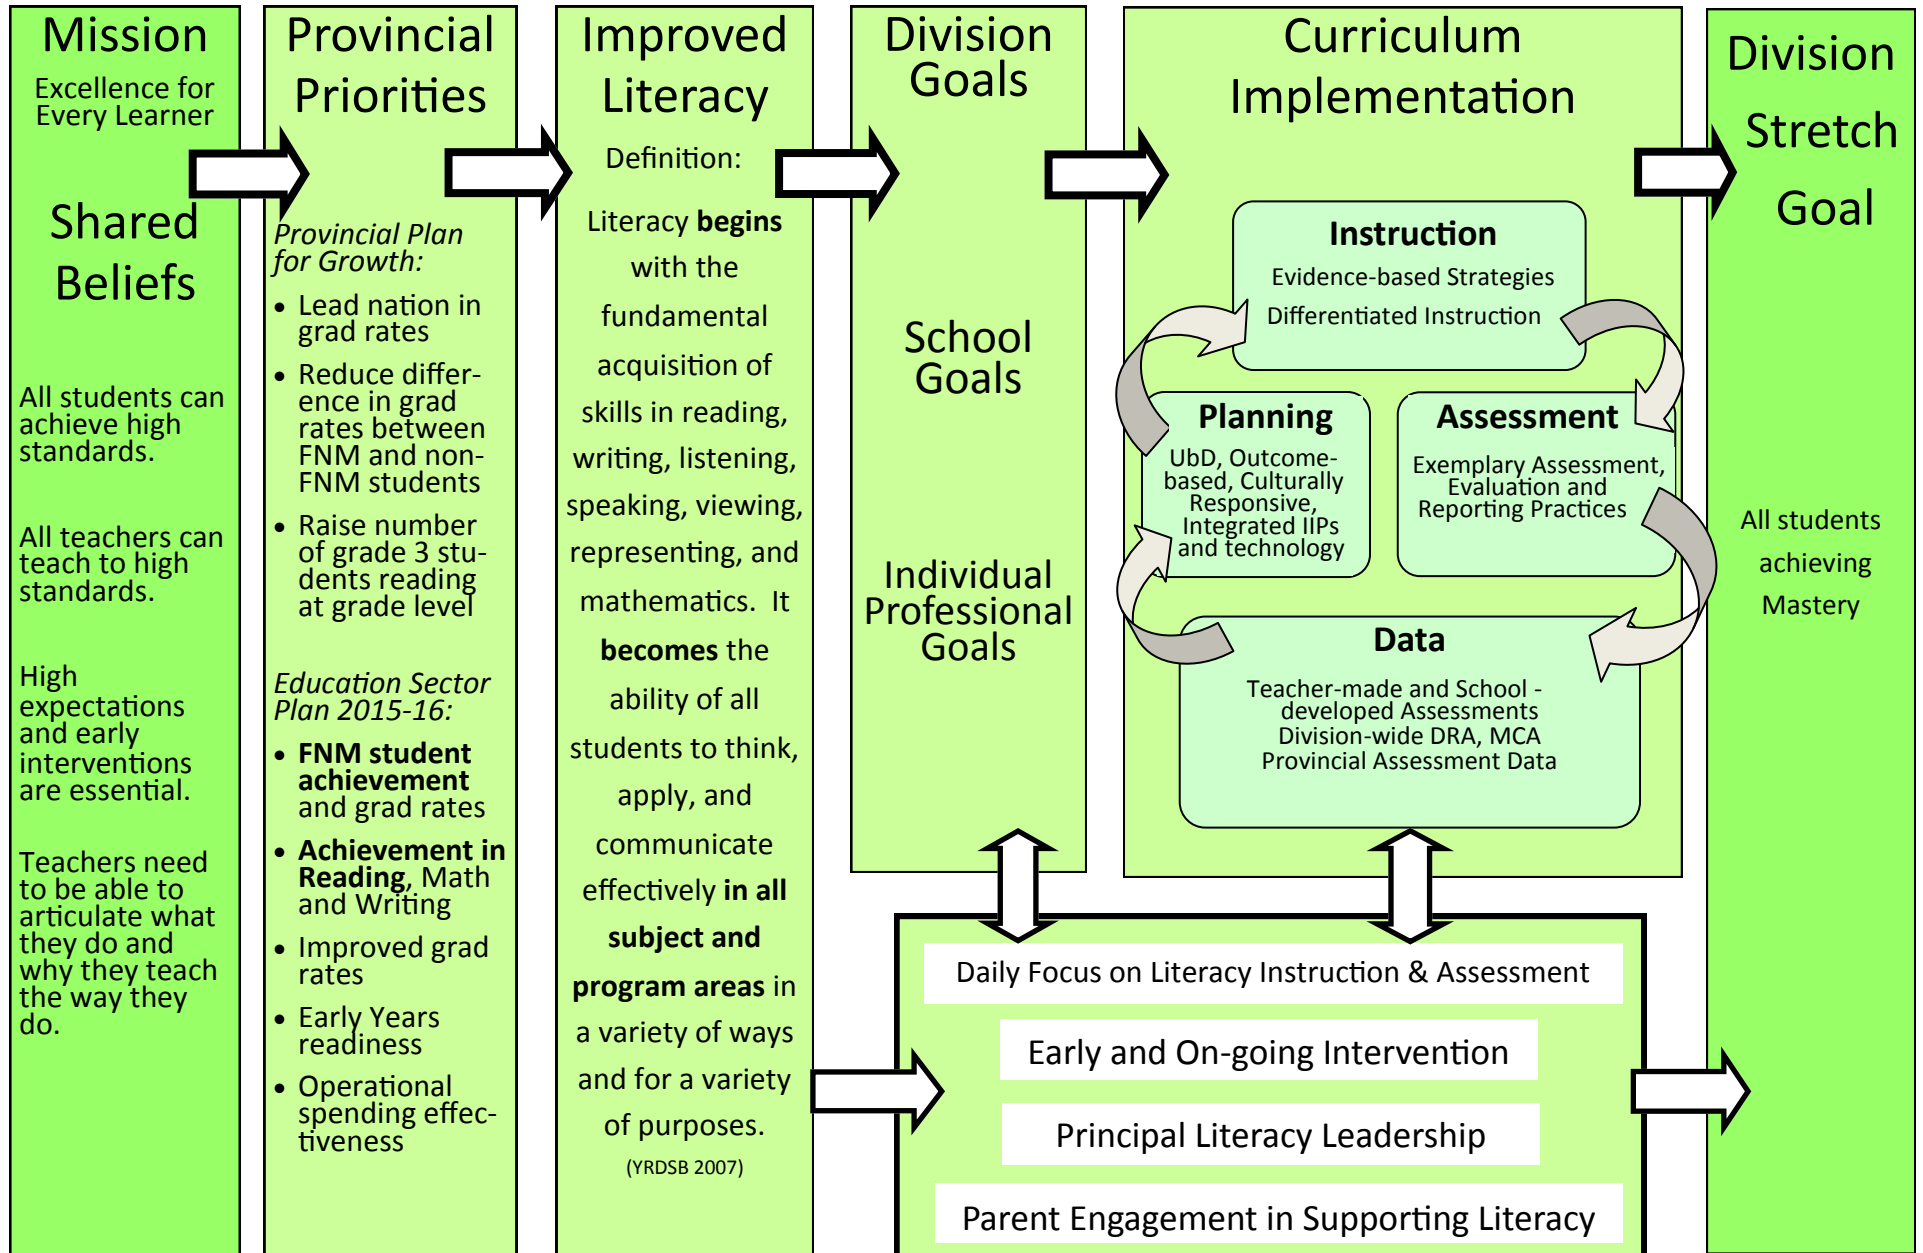 Mission
Excellence for
Every Learner
Shared
Beliefs
All students can
achieve high
standards.
All teachers can
teach to high
standards.
High
expectations
and early
interventions
are essential.
Teachers need
to be able to
articulate what
they do and
why they teach
the way they
do.
Provincial
Priorities
Provincial Plan
for Growth:
• Lead nation in
grad rates
• Reduce differ-
ence in grad
rates between
FNM and non-
FNM students
• Raise number
of grade 3 stu-
dents reading
at grade level
Education Sector
Plan 2015-16:
• FNM student
achievement
and grad rates
• Achievement in
Reading, Math
and Writing
• Improved grad
rates
• Early Years
readiness
• Operational
spending effec-
tiveness
Improved
Literacy
Definition:
Literacy begins
with the
fundamental
acquisition of
skills in reading,
writing, listening,
speaking, viewing,
representing, and
mathematics. It
becomes the
ability of all
students to think,
apply, and
communicate
effectively in all
subject and
program areas in
a variety of ways
and for a variety
of purposes.
(YRDSB 2007)
Division
Goals
School
Goals
Individual
Professional
Goals
Curriculum
Implementation
Instruction
Evidence-based Strategies
Differentiated Instruction
Planning
UbD, Outcome-
based, Culturally
Responsive,
Integrated IIPs
and technology
Assessment
Exemplary Assessment,
Evaluation and
Reporting Practices
Data
Teacher-made and School -
developed Assessments
Division-wide DRA, MCA
Provincial Assessment Data
Daily Focus on Literacy Instruction & Assessment
Early and On-going Intervention
Principal Literacy Leadership
Parent Engagement in Supporting Literacy
Division
Stretch
Goal
All students
achieving
Mastery